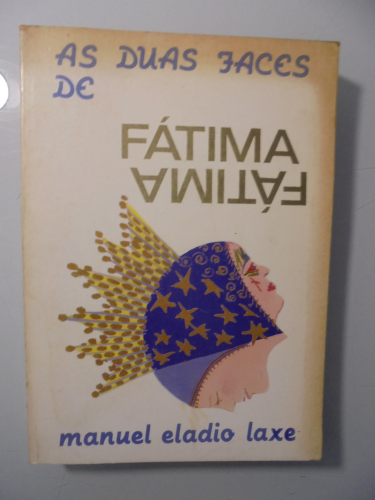 AS DUAS FACES
DE
FÁTIMA
FÁTIMA
manuel eladio laxe